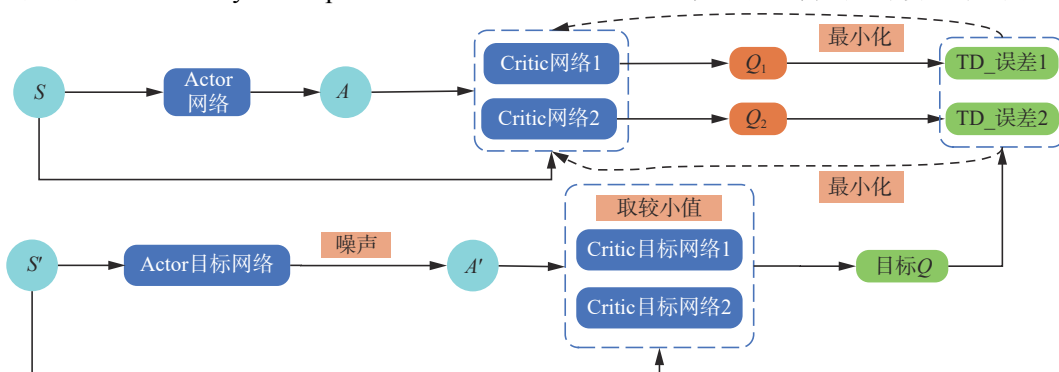 最小化
S
Actor
网络
A
Critic网络1
Q1
TD_误差1
Critic网络2
Q2
TD_误差2
最小化
取较小值
S′
Actor目标网络
噪声
A′
Critic目标网络1
目标Q
Critic目标网络2